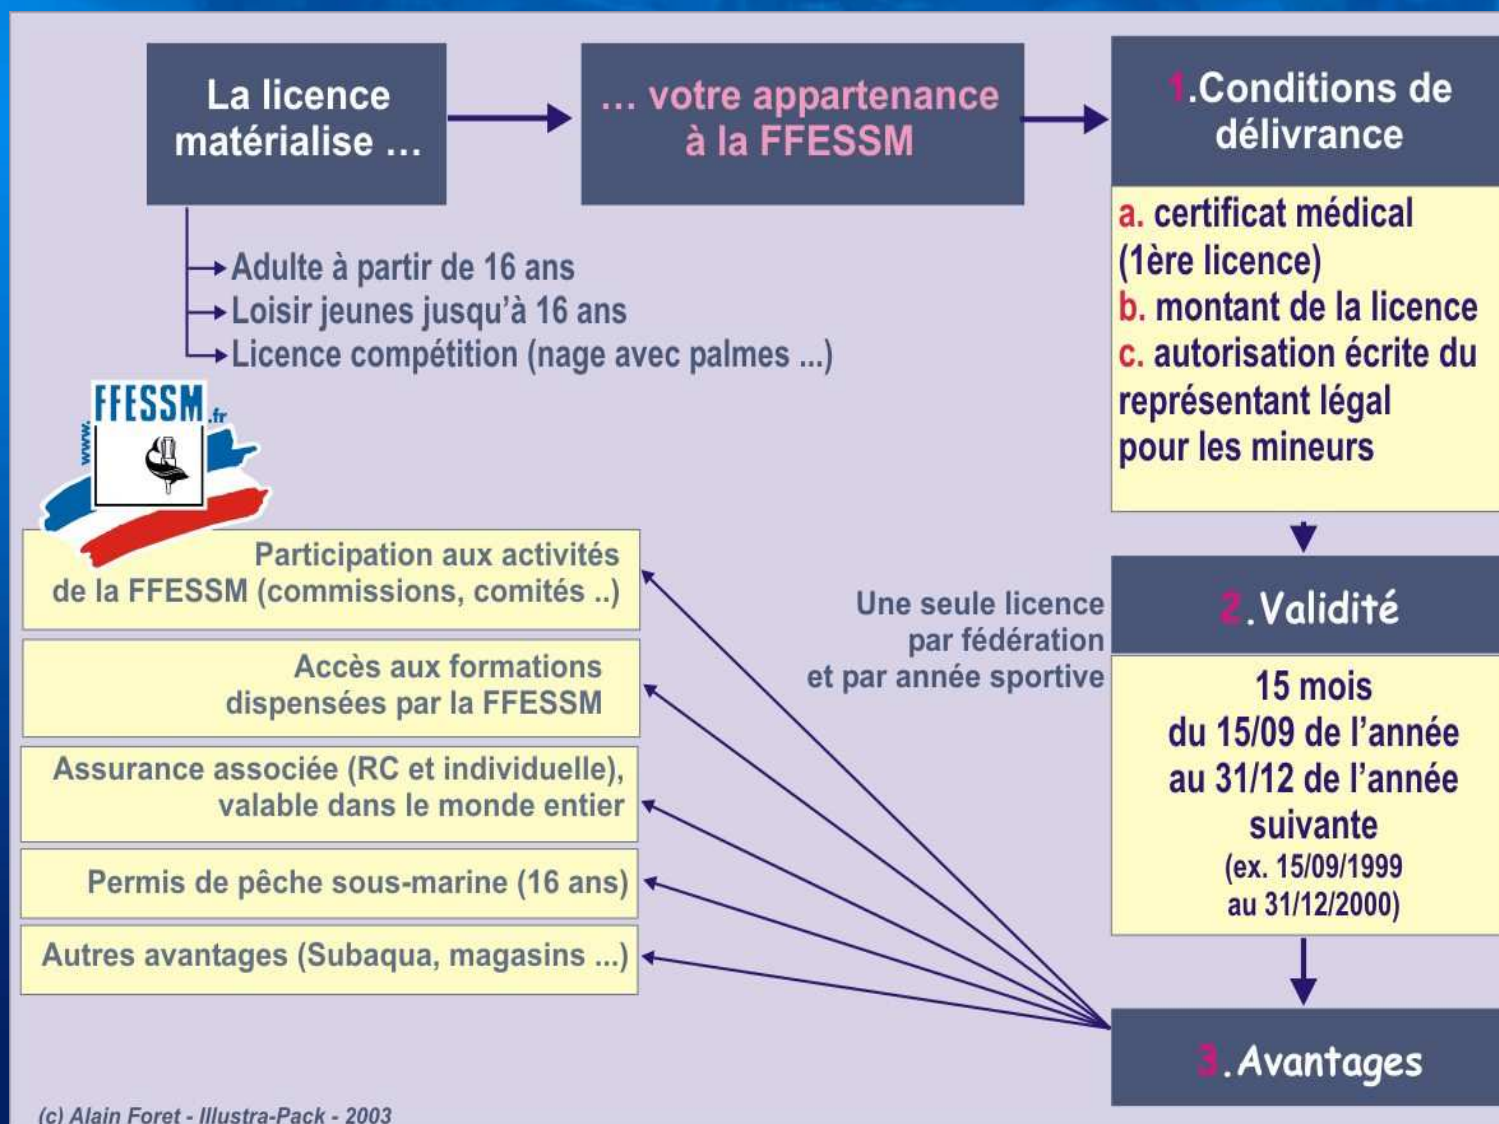 La licence
matérialise ...
... votre appartenance
à la FFESSM
1.Conditions de
délivrance
a. certificat médical
(1ère licence)
b. montant de la licence
c. autorisation écrite du
représentant légal
pour les mineurs
Adulte à partir de 16 ans
Loisir jeunes jusqu'à 16 ans
Licence compétition (nage avec palmes ...)
www.
FFESSM
.fr
Participation aux activités
de la FFESSM (commissions, comités ..)
Accès aux formations
dispensées par la FFESSM
Assurance associée (RC et individuelle),
valable dans le monde entier
Permis de pêche sous-marine (16 ans)
Autres avantages (Subaqua, magasins ...)
Une seule licence
par fédération
et par année sportive
2.Validité
15 mois
du 15/09 de l'année
au 31/12 de l'année
suivante
(ex. 15/09/1999
au 31/12/2000)
3.Avantages
(c) Alain Foret - Illustra-Pack - 2003